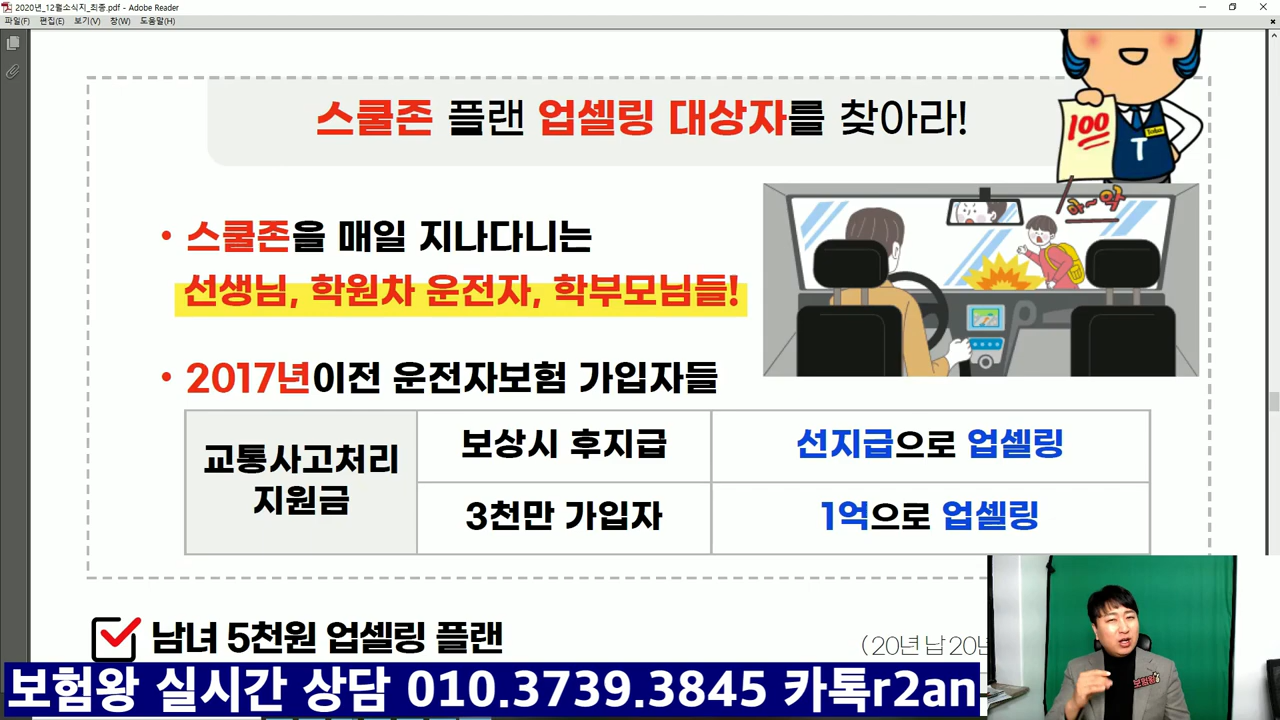 2020년_12월소식지_최종.pdf - Adobe Reader
파일(F) 편집(E) 보기(V) 창(W) 도움말(H)
스쿨존 플랜 업셀링 대상자를 찾아라!
100
T
아~악
• 스쿨존을 매일 지나다니는
선생님, 학원차 운전자, 학부모님들!
• 2017년이전 운전자보험 가입자들
교통사고처리
지원금
보상시 후지급
선지급으로 업셀링
3천만 가입자
1억으로 업셀링
남녀 5천원 업셀링 플랜
(20년 납 20년
보험왕 실시간 상담 010.3739.3845 카톡r2an
보험왕